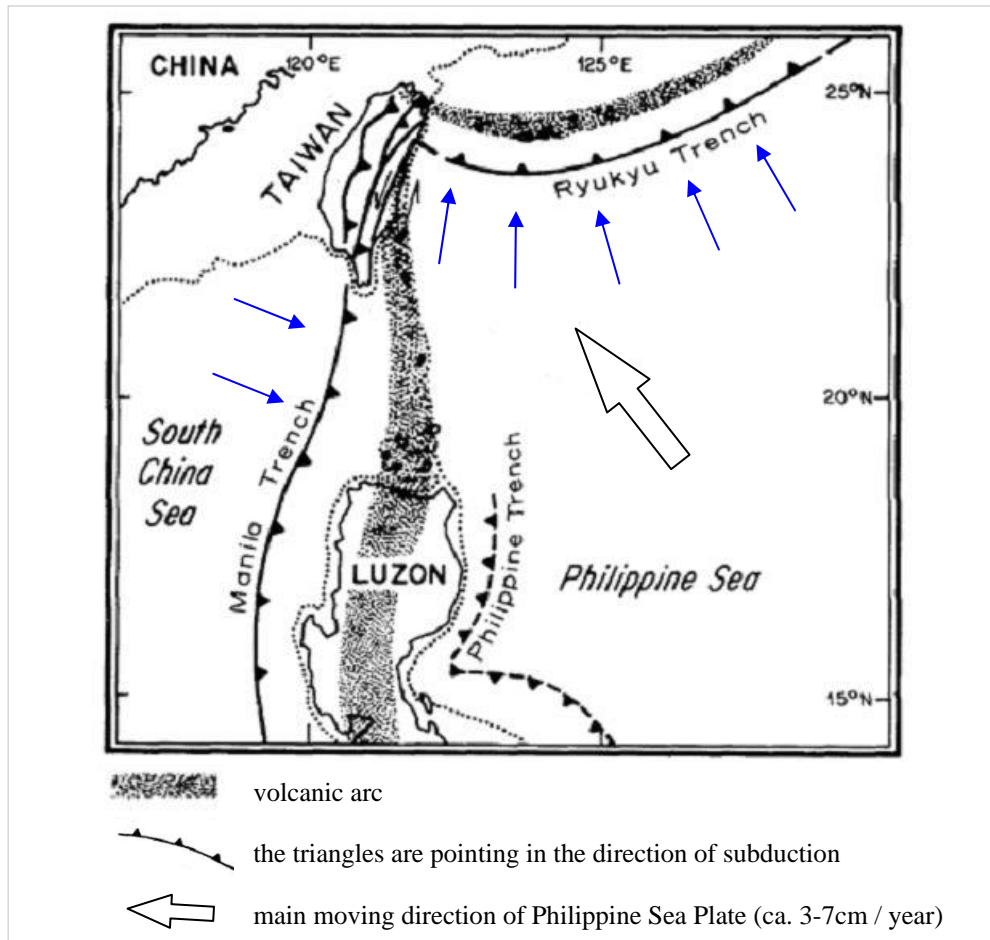 CHINA
120°E
125°E
25°N
TAIWAN
Ryukyu Trench
20°N
South
China
Sea
Manila Trench
Philippine Trench
LUZON
Philippine Sea
15°N
volcanic arc
the triangles are pointing in the direction of subduction
main moving direction of Philippine Sea Plate (ca. 3-7cm / year)